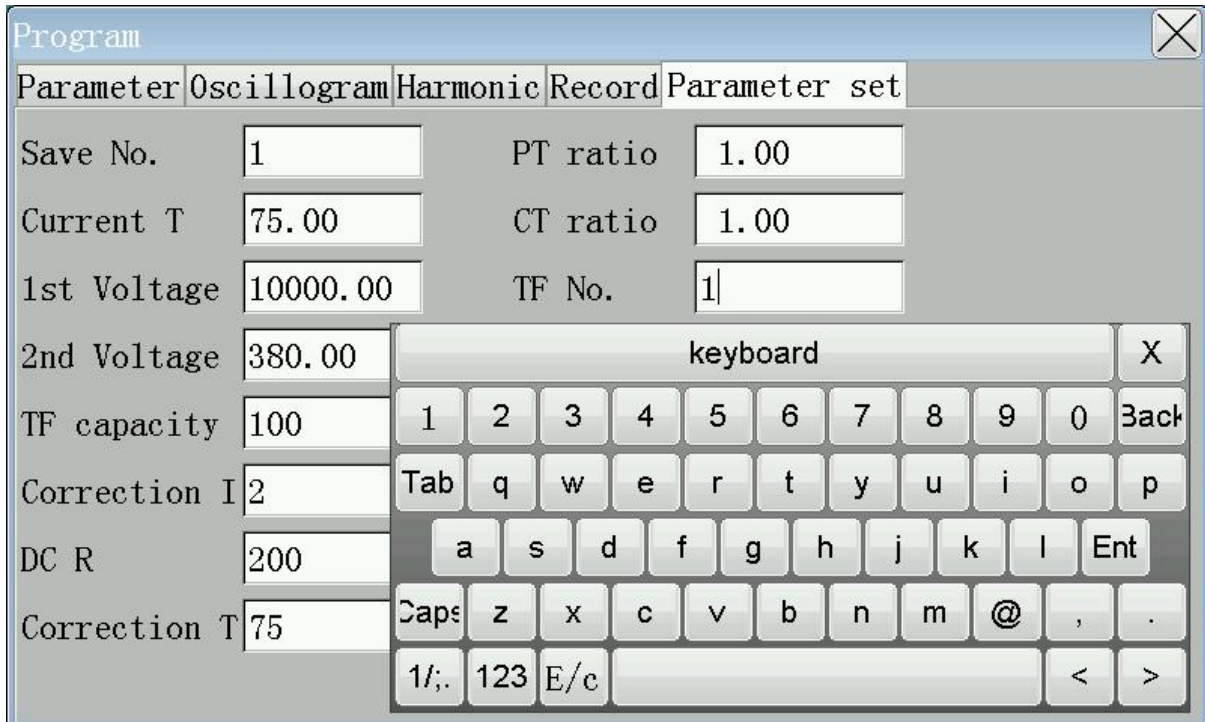 Program
Parameter Oscillogram Harmonic Record Parameter set
Save No. 1 PT ratio 1.00
Current T 75.00 CT ratio 1.00
1st Voltage 10000.00 TF No. 1
2nd Voltage 380.00
TF capacity 100
Correction I 2
DC R 200
Correction T 75
keyboard X
1 2 3 4 5 6 7 8 9 0 Back
Tab q w e r t y u i o p
a s d f g h j k l Ent
Caps z x c v b n m @ , .
1/;. 123 E/c < >